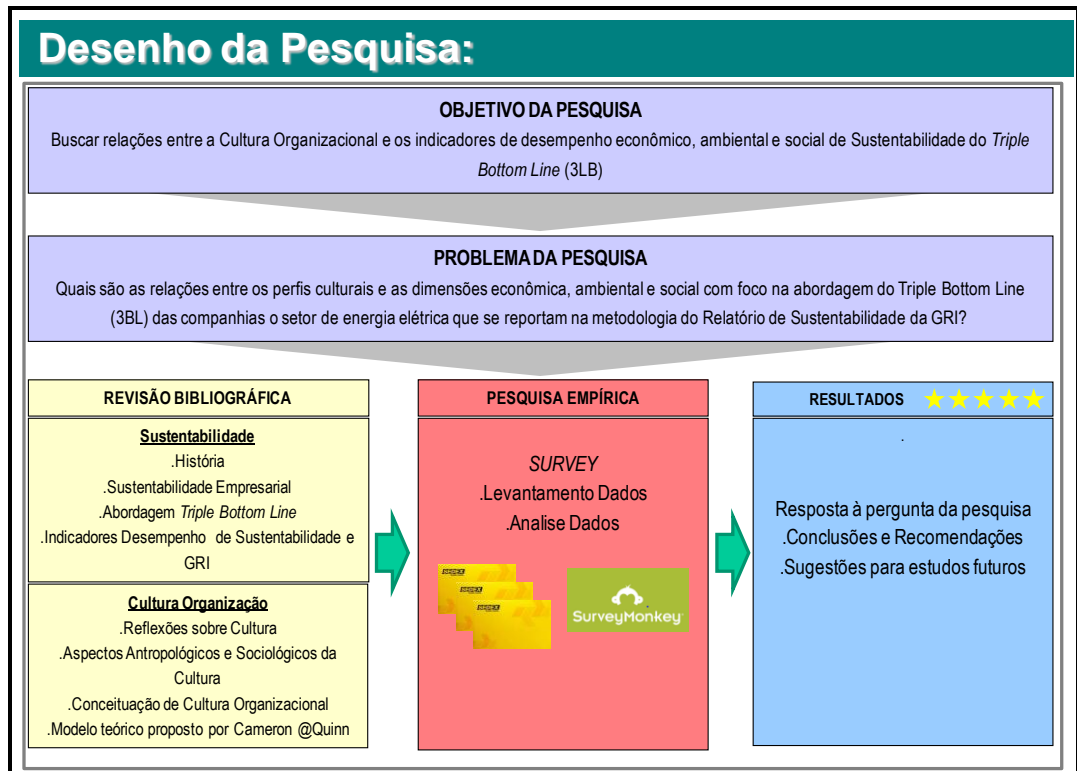 Desenho da Pesquisa:
OBJETIVO DA PESQUISA
Buscar relações entre a Cultura Organizacional e os indicadores de desempenho econômico, ambiental e social de Sustentabilidade do Triple
Bottom Line (3LB)
PROBLEMA DA PESQUISA
Quais são as relações entre os perfis culturais e as dimensões econômica, ambiental e social com foco na abordagem do Triple Bottom Line
(3BL) das companhias o setor de energia elétrica que se reportam na metodologia do Relatório de Sustentabilidade da GRI?
REVISÃO BIBLIOGRÁFICA
Sustentabilidade
.História
.Sustentabilidade Empresarial
.Abordagem Triple Bottom Line
.Indicadores Desempenho de Sustentabilidade e
GRI
Cultura Organização
.Reflexões sobre Cultura
.Aspectos Antropológicos e Sociológicos da
Cultura
.Conceituação de Cultura Organizacional
.Modelo teórico proposto por Cameron @Quinn
PESQUISA EMPÍRICA
SURVEY
.Levantamento Dados
.Analise Dados
SEDEX
SEDEX
SEDEX
SurveyMonkey
RESULTADOS
.
Resposta à pergunta da pesquisa
.Conclusões e Recomendações
.Sugestões para estudos futuros